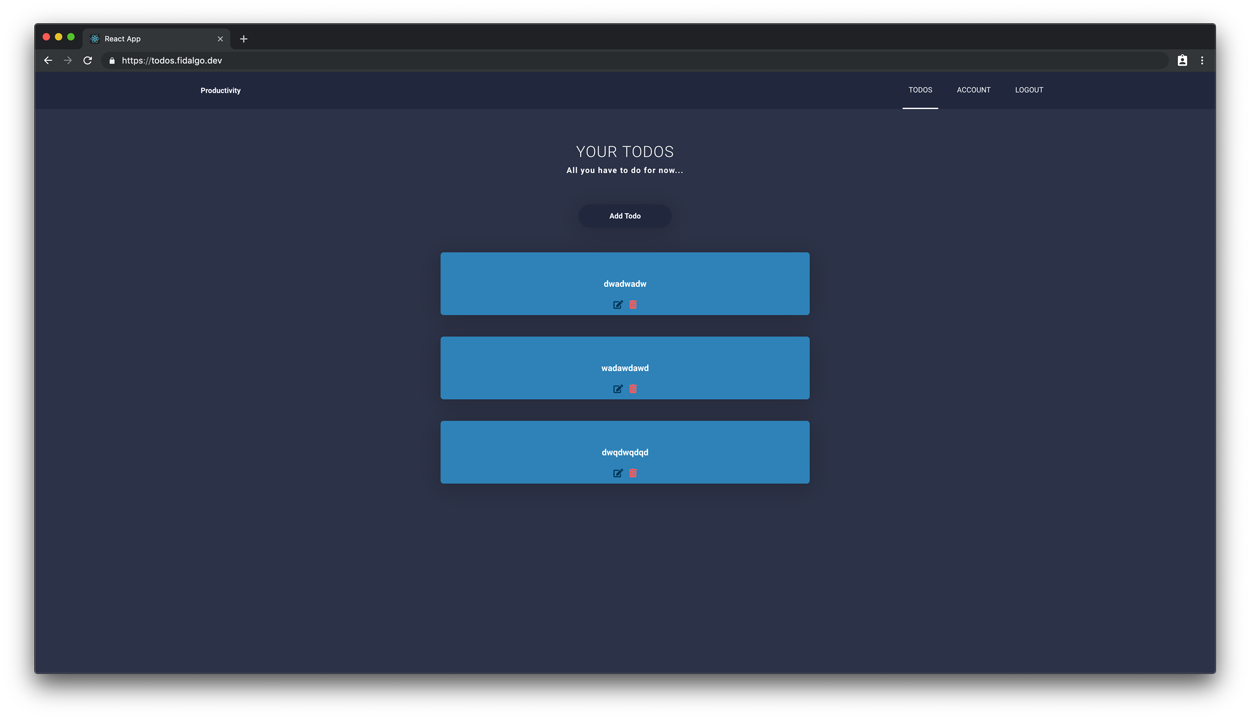 React App
https://todos.fidalgo.dev
Productivity
TODOS
ACCOUNT
LOGOUT
YOUR TODOS
All you have to do for now...
Add Todo
dwadwadw
wadawdawd
dwqdwqdqd